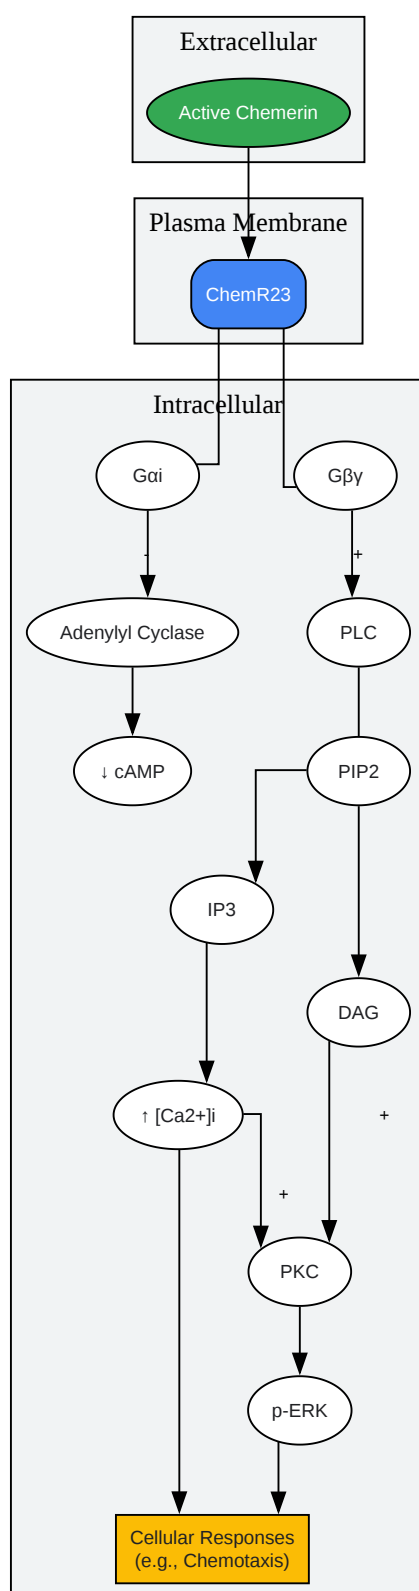 Extracellular
Active Chemerin
Plasma Membrane
ChemR23
Intracellular
Gαi
Gβγ
-
+
Adenylyl Cyclase
PLC
↓ cAMP
PIP2
IP3
DAG
↑ [Ca2+]i
+
+
PKC
p-ERK
Cellular Responses
(e.g., Chemotaxis)